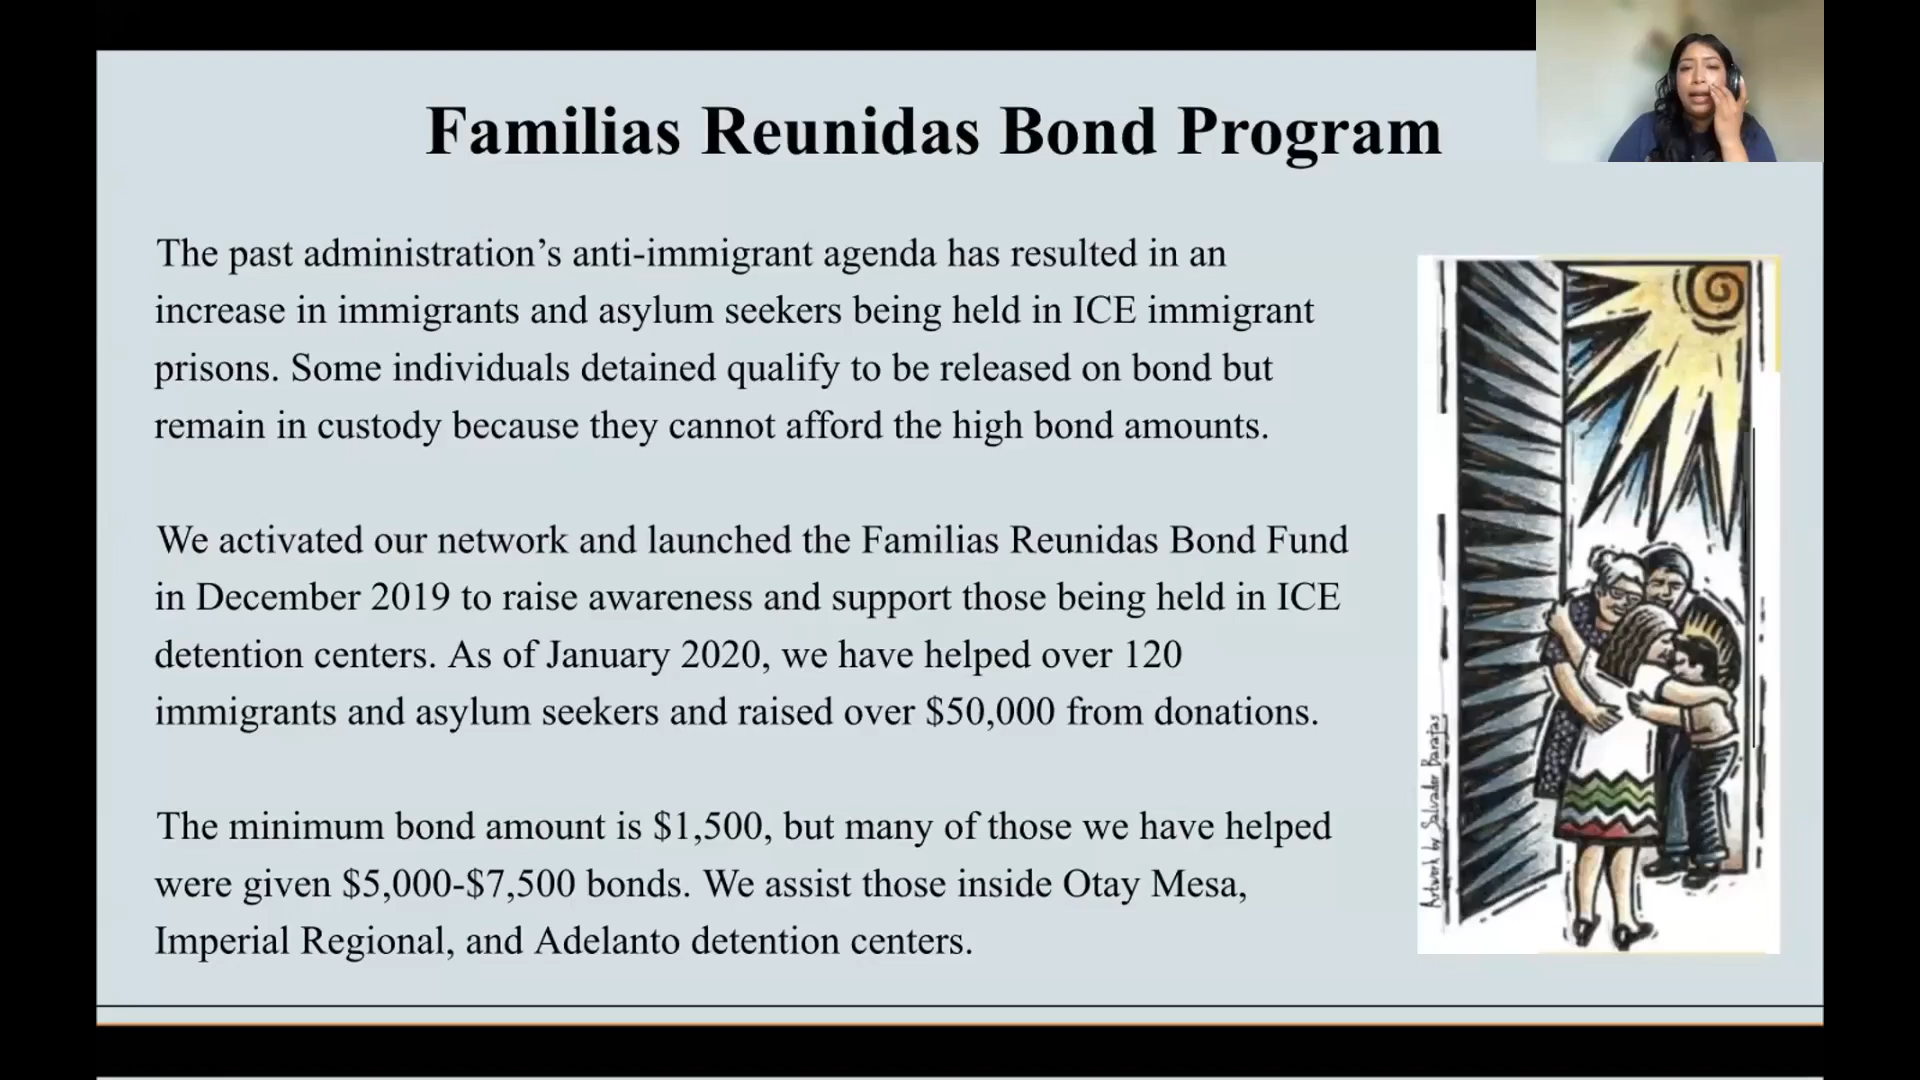 Familias Reunidas Bond Program
The past administration’s anti-immigrant agenda has resulted in an
increase in immigrants and asylum seekers being held in ICE immigrant
prisons. Some individuals detained qualify to be released on bond but
remain in custody because they cannot afford the high bond amounts.
We activated our network and launched the Familias Reunidas Bond Fund
in December 2019 to raise awareness and support those being held in ICE
detention centers. As of January 2020, we have helped over 120
immigrants and asylum seekers and raised over $50,000 from donations.
The minimum bond amount is $1,500, but many of those we have helped
were given $5,000-$7,500 bonds. We assist those inside Otay Mesa,
Imperial Regional, and Adelanto detention centers.
Artwork by Salvador Barajas